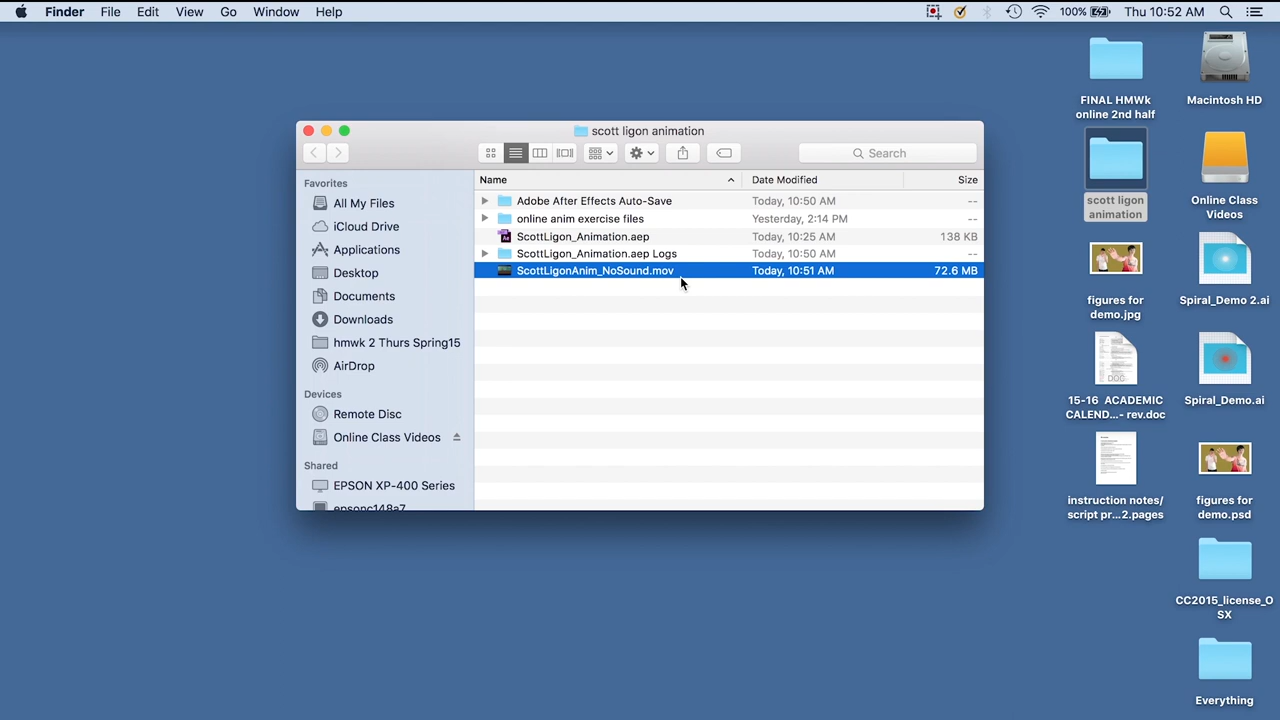 Finder File Edit View Go Window Help 100% Thu 10:52 AM
scott ligon animation
Search
Favorites
All My Files
iCloud Drive
Applications
Desktop
Documents
Downloads
hmwk 2 Thurs Spring15
AirDrop
Devices
Remote Disc
Online Class Videos
Shared
EPSON XP-400 Series
epsonc148a7
Name Date Modified Size
Adobe After Effects Auto-Save Today, 10:50 AM --
online anim exercise files Yesterday, 2:14 PM --
ScottLigon_Animation.aep Today, 10:25 AM 138 KB
ScottLigon_Animation.aep Logs Today, 10:50 AM --
ScottLigonAnim_NoSound.mov Today, 10:51 AM 72.6 MB
FINAL HMWk
online 2nd half
Macintosh HD
scott ligon
animation
Online Class
Videos
figures for
demo.jpg
Spiral_Demo 2.ai
DOC
15-16 ACADEMIC
CALEND...- rev.doc
Spiral_Demo.ai
instruction notes/
script pr...2.pages
figures for
demo.psd
CC2015_license_O
SX
Everything